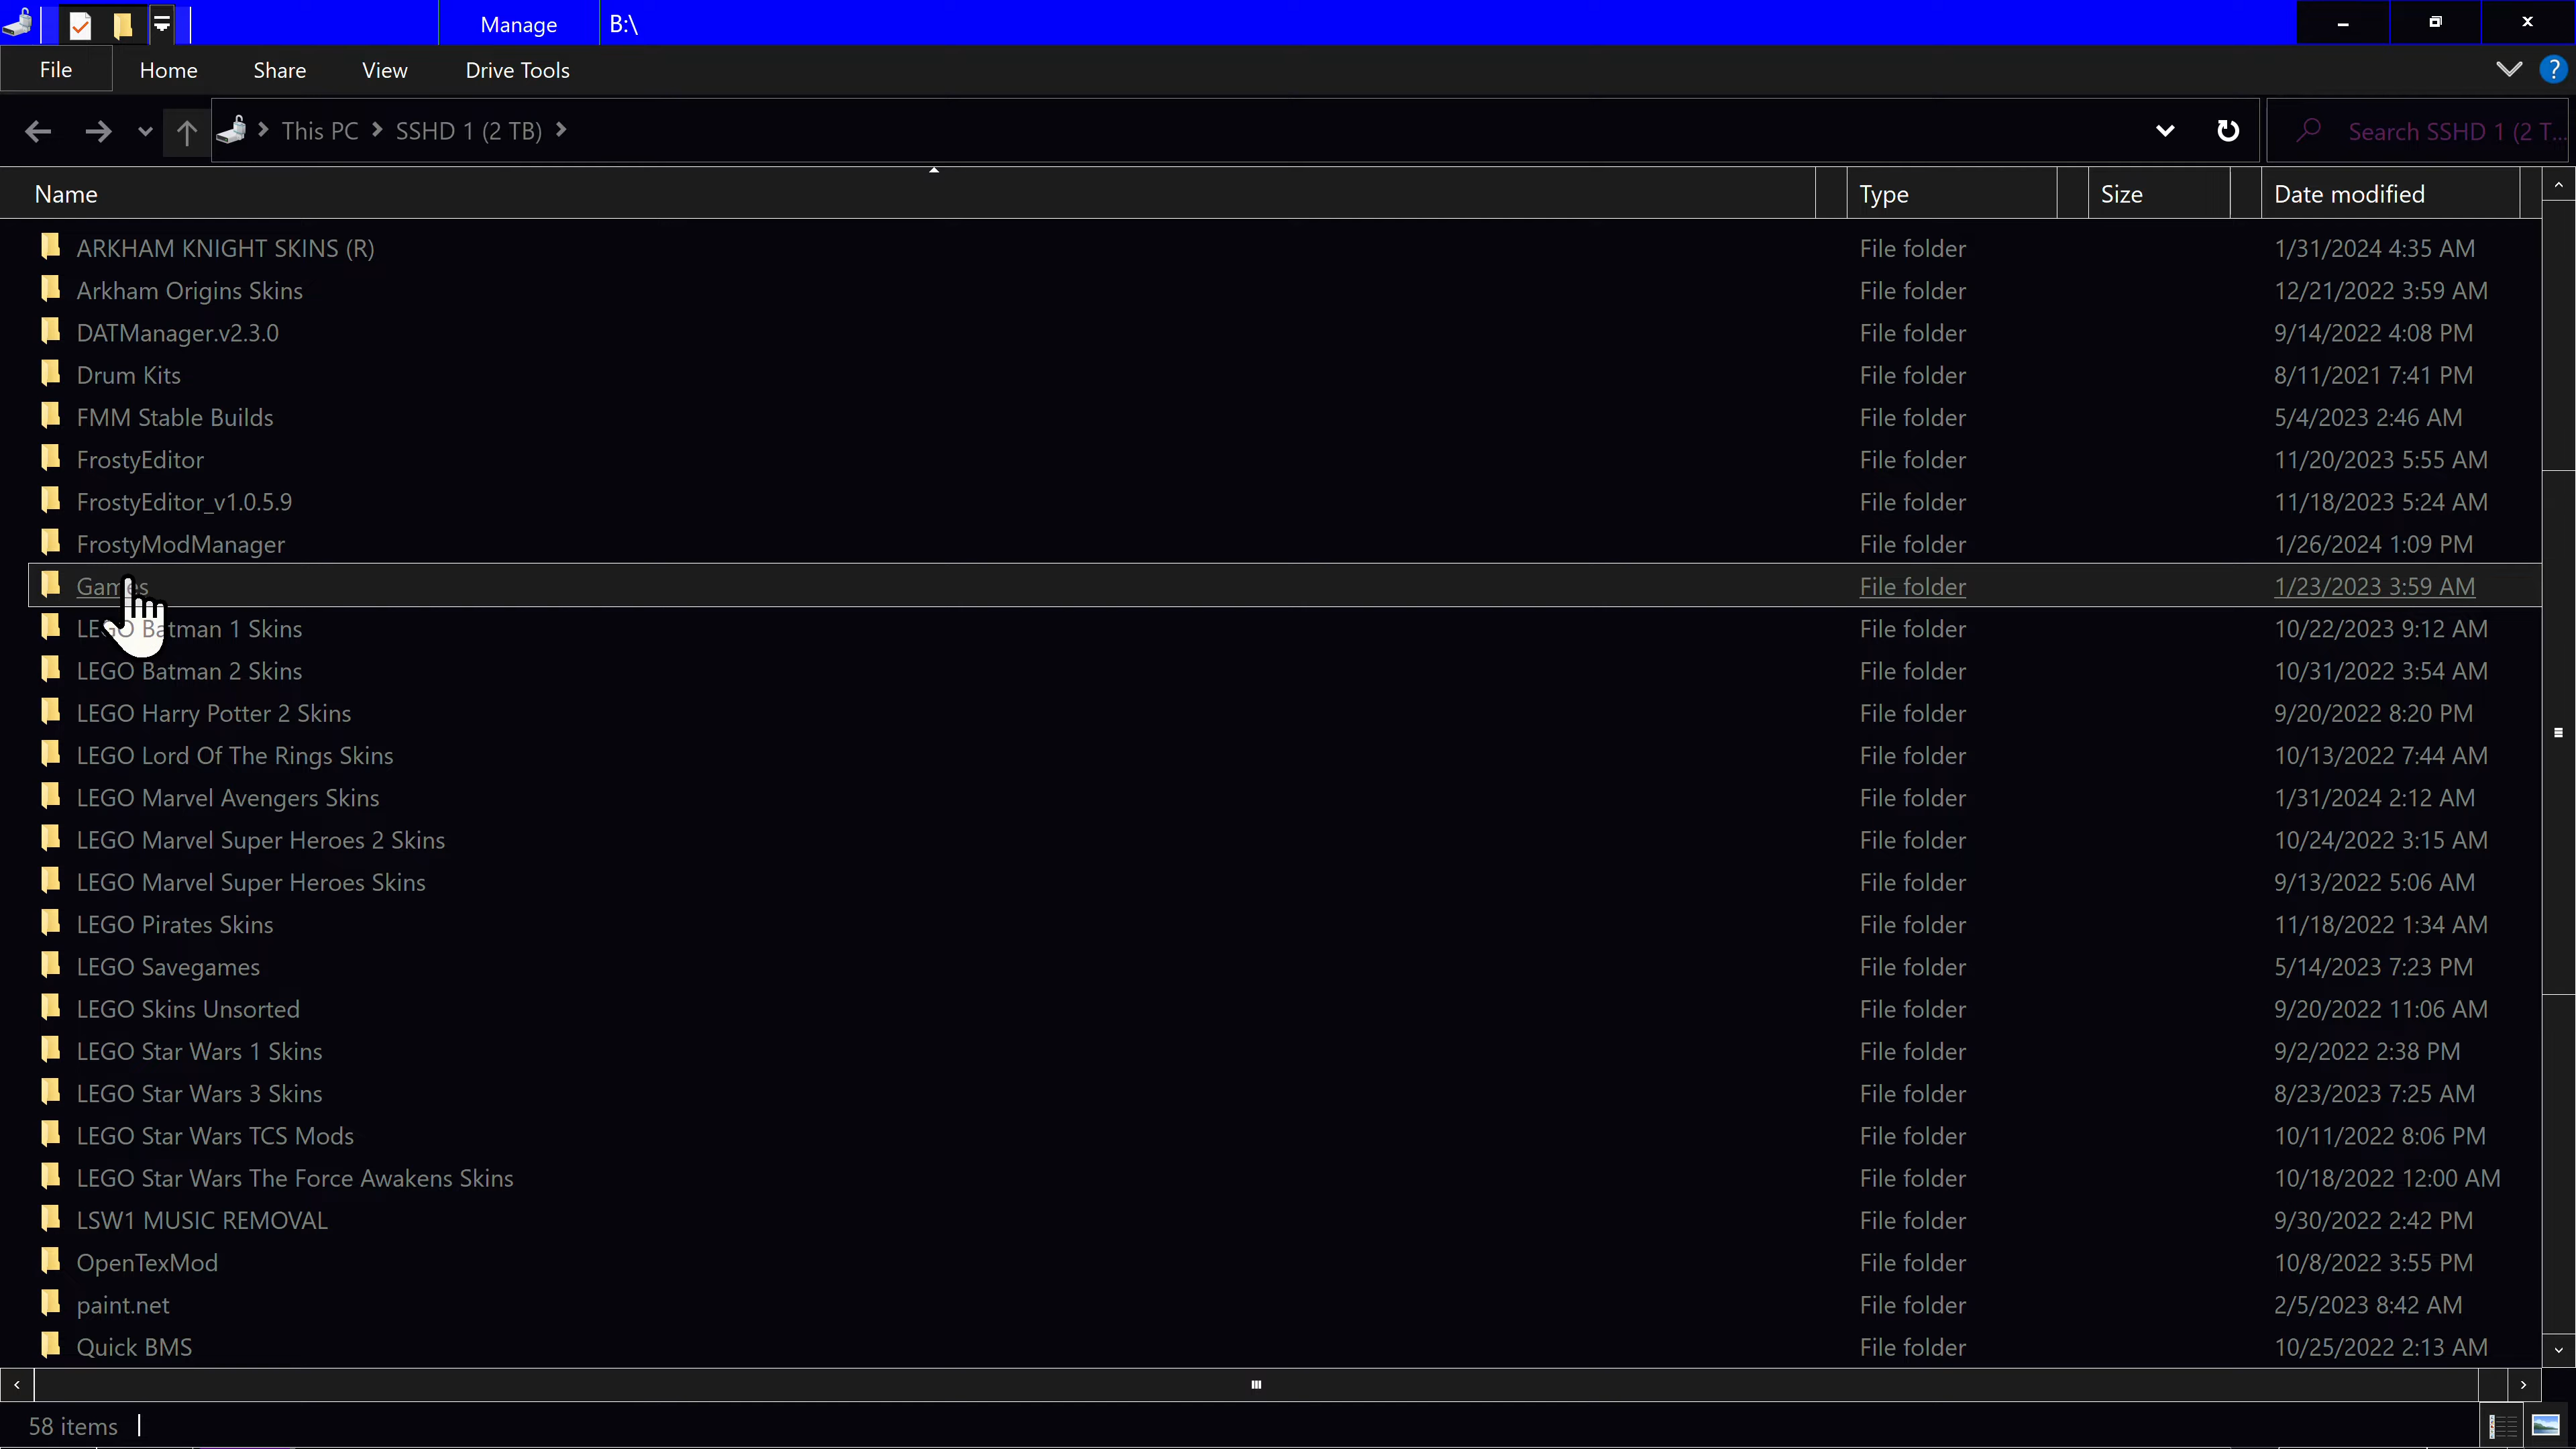 Manage B:\
File Home Share View Drive Tools ?
This PC SSHD 1 (2 TB) Search SSHD 1 (2 T...
Name Type Size Date modified
ARKHAM KNIGHT SKINS (R) File folder 1/31/2024 4:35 AM
Arkham Origins Skins File folder 12/21/2022 3:59 AM
DATManager.v2.3.0 File folder 9/14/2022 4:08 PM
Drum Kits File folder 8/11/2021 7:41 PM
FMM Stable Builds File folder 5/4/2023 2:46 AM
FrostyEditor File folder 11/20/2023 5:55 AM
FrostyEditor_v1.0.5.9 File folder 11/18/2023 5:24 AM
FrostyModManager File folder 1/26/2024 1:09 PM
Games File folder 1/23/2023 3:59 AM
LEGO Batman 1 Skins File folder 10/22/2023 9:12 AM
LEGO Batman 2 Skins File folder 10/31/2022 3:54 AM
LEGO Harry Potter 2 Skins File folder 9/20/2022 8:20 PM
LEGO Lord Of The Rings Skins File folder 10/13/2022 7:44 AM
LEGO Marvel Avengers Skins File folder 1/31/2024 2:12 AM
LEGO Marvel Super Heroes 2 Skins File folder 10/24/2022 3:15 AM
LEGO Marvel Super Heroes Skins File folder 9/13/2022 5:06 AM
LEGO Pirates Skins File folder 11/18/2022 1:34 AM
LEGO Savegames File folder 5/14/2023 7:23 PM
LEGO Skins Unsorted File folder 9/20/2022 11:06 AM
LEGO Star Wars 1 Skins File folder 9/2/2022 2:38 PM
LEGO Star Wars 3 Skins File folder 8/23/2023 7:25 AM
LEGO Star Wars TCS Mods File folder 10/11/2022 8:06 PM
LEGO Star Wars The Force Awakens Skins File folder 10/18/2022 12:00 AM
LSW1 MUSIC REMOVAL File folder 9/30/2022 2:42 PM
OpenTexMod File folder 10/8/2022 3:55 PM
paint.net File folder 2/5/2023 8:42 AM
Quick BMS File folder 10/25/2022 2:13 AM
58 items